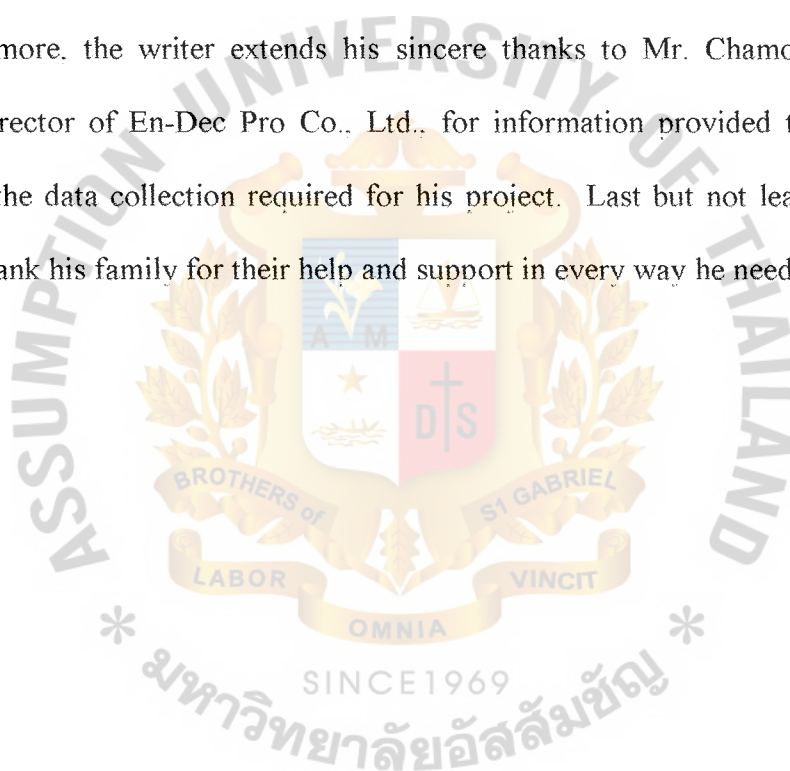 more. the writer extends his sincere thanks to Mr. Chamo
rector of En-Dec Pro Co., Ltd., for information provided t
the data collection required for his project. Last but not lea
ank his family for their help and support in every way he need
ASSUMPTION UNIVERSITY OF THAILAND
A M
D S
BROTHERS of
S1 GABRIEL
LABOR
OMNIA
VINCIT
SINCE1969
* มหาวิทยาลัยอัสสัมชัญ *